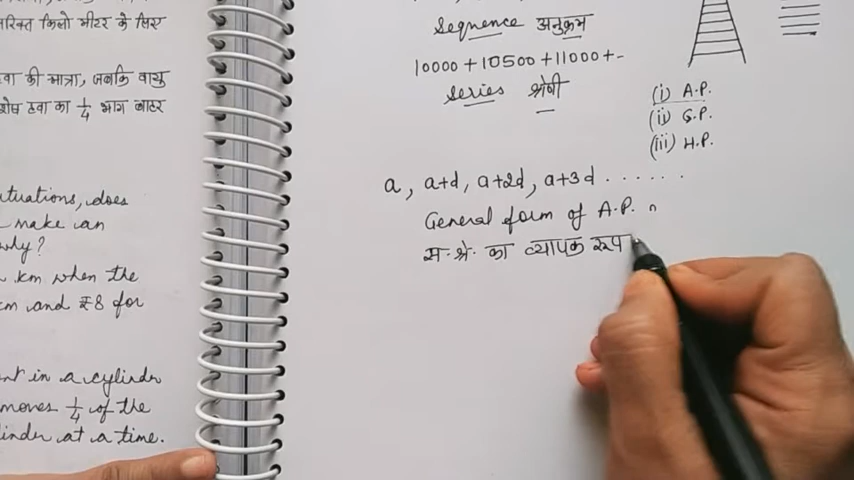 रिक्त किलो मीटर के लिए
हवा की मात्रा, जबकि वायु
शेष हवा का 1/4 भाग बाहर
tuations, does
make an
why?
km when the
km and ₹8 for
nt in a cylinder
moves 1/4 of the
linder at a time.
Sequence अनुक्रम
10000 + 10500 + 11000 + --
Series श्रेणी
(i) A.P.
(ii) G.P.
(iii) H.P.
a, a+d, a+2d, a+3d . . . . . .
General form of A.P.
स.श्रे. का व्यापक रूप